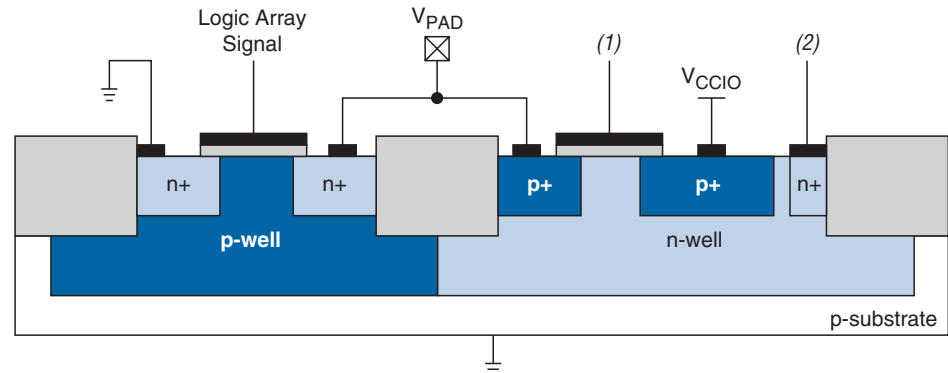 Logic Array
Signal
VPAD
(1)
(2)
VCCIO
n+
n+
p+
p+
n+
p-well
n-well
p-substrate